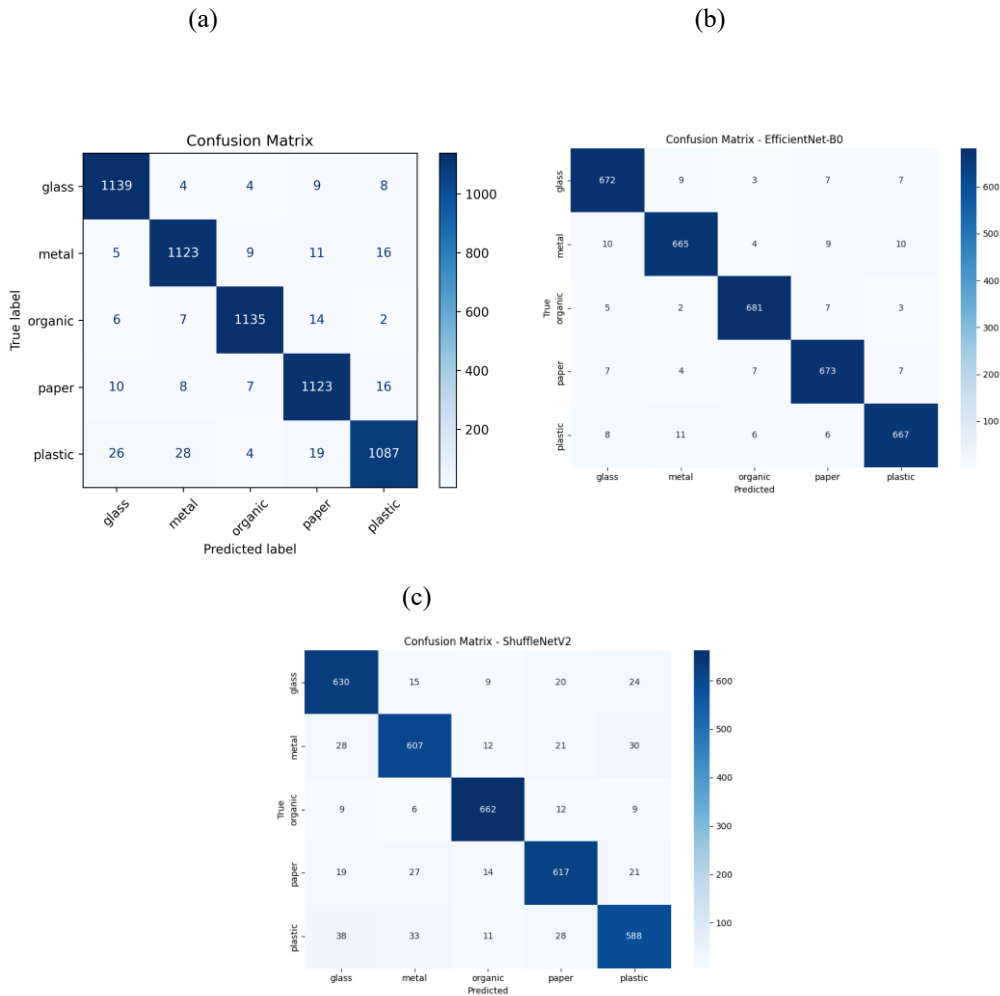 (a)
(b)
Confusion Matrix
glass 1139 4 4 9 8
metal 5 1123 9 11 16
organic 6 7 1135 14 2
paper 10 8 7 1123 16
plastic 26 28 4 19 1087
glass metal organic paper plastic
Predicted label
True label
1000
800
600
400
200
Confusion Matrix - EfficientNet-B0
glass 672 9 3 7 7
metal 10 665 4 9 10
organic 5 2 681 7 3
paper 7 4 7 673 7
plastic 8 11 6 6 667
glass metal organic paper plastic
Predicted
True
600
500
400
300
200
100
(c)
Confusion Matrix - ShuffleNetV2
glass 630 15 9 20 24
metal 28 607 12 21 30
organic 9 6 662 12 9
paper 19 27 14 617 21
plastic 38 33 11 28 588
glass metal organic paper plastic
Predicted
True
600
500
400
300
200
100